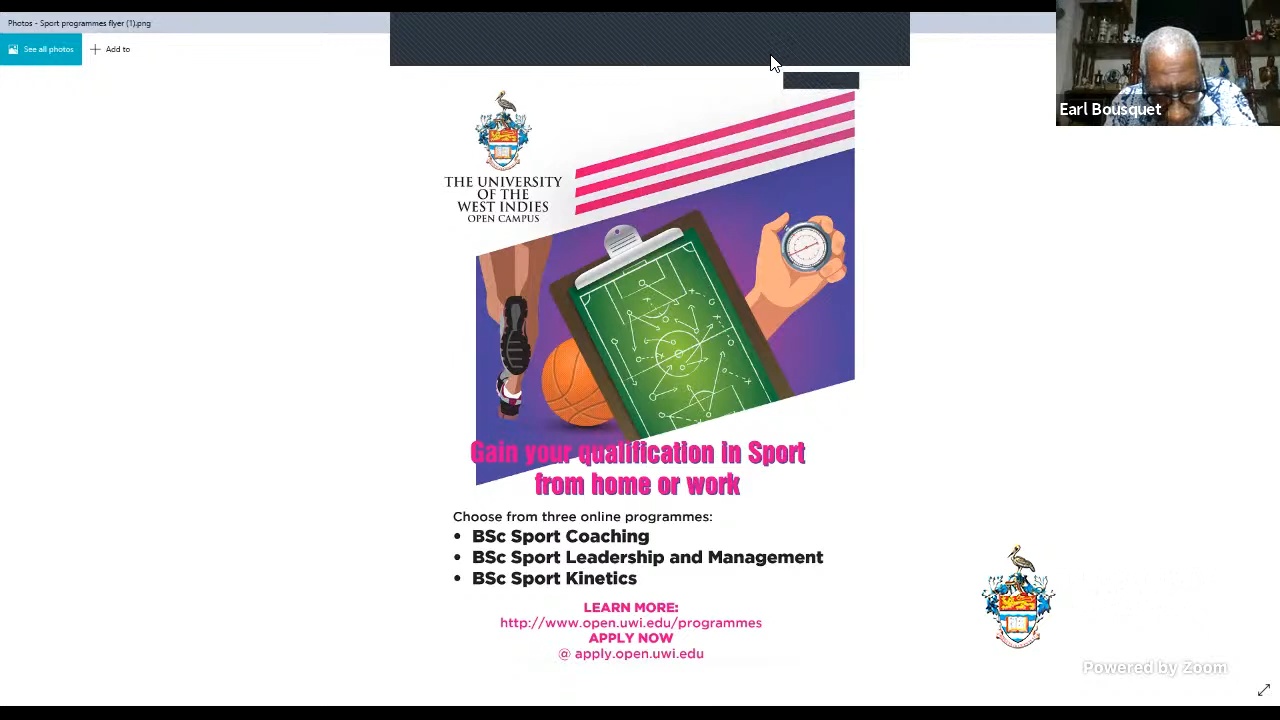 Photos - Sport programmes flyer (1).png
See all photos
Add to
Earl Bousquet
THE UNIVERSITY
OF THE
WEST INDIES
OPEN CAMPUS
Gain your qualification in Sport
from home or work
Choose from three online programmes:
• BSc Sport Coaching
• BSc Sport Leadership and Management
• BSc Sport Kinetics
LEARN MORE:
http://www.open.uwi.edu/programmes
APPLY NOW
@ apply.open.uwi.edu
Powered by Zoom